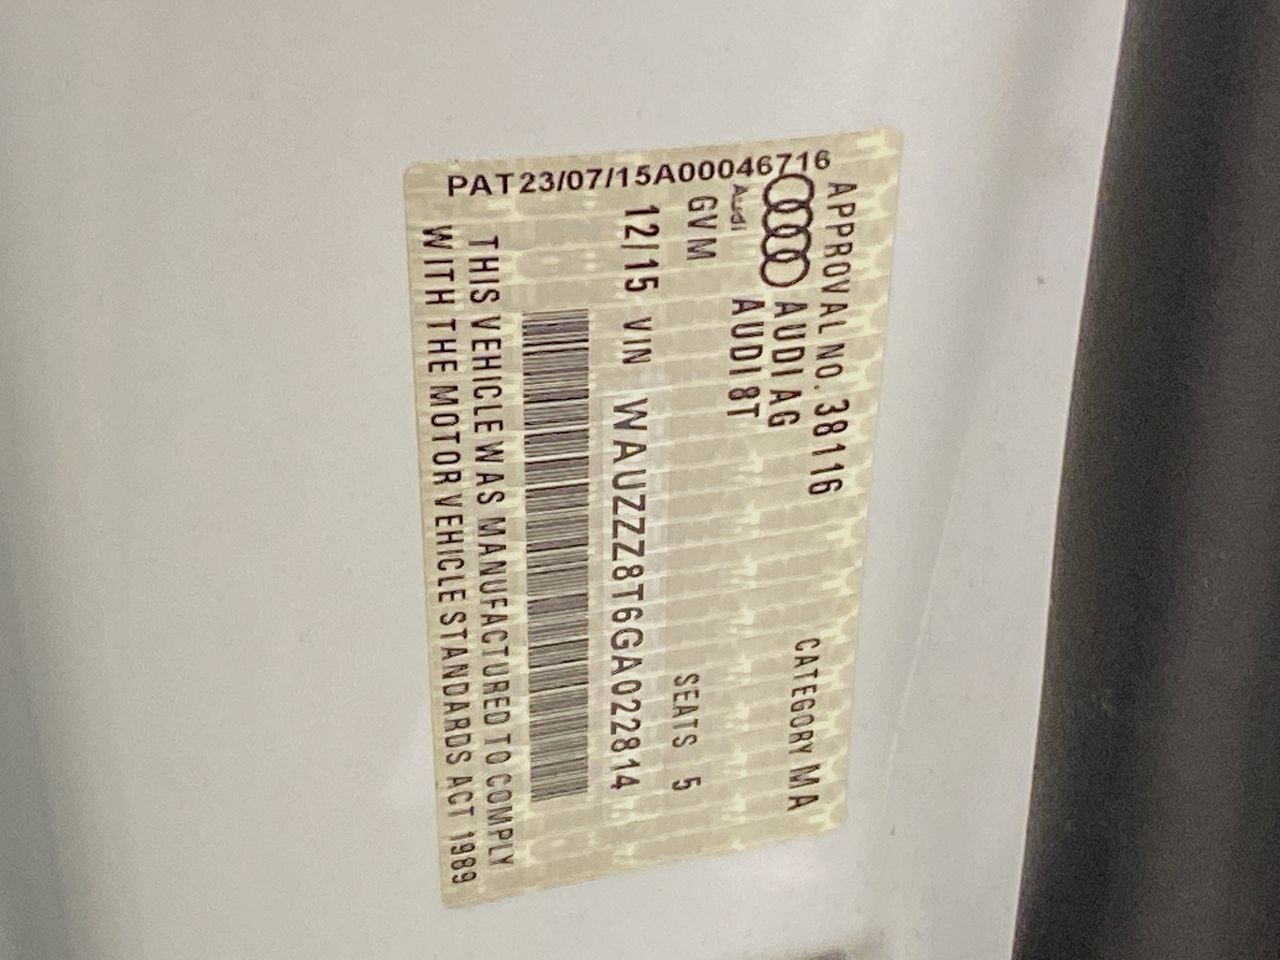 PAT23/07/15A00046716
APPROVAL NO. 38116 CATEGORY MA
AUDI AG
Audi AUDI 8T
GVM SEATS 5
12/15 VIN WAUZZZ8T6GA022814
THIS VEHICLE WAS MANUFACTURED TO COMPLY
WITH THE MOTOR VEHICLE STANDARDS ACT 1989